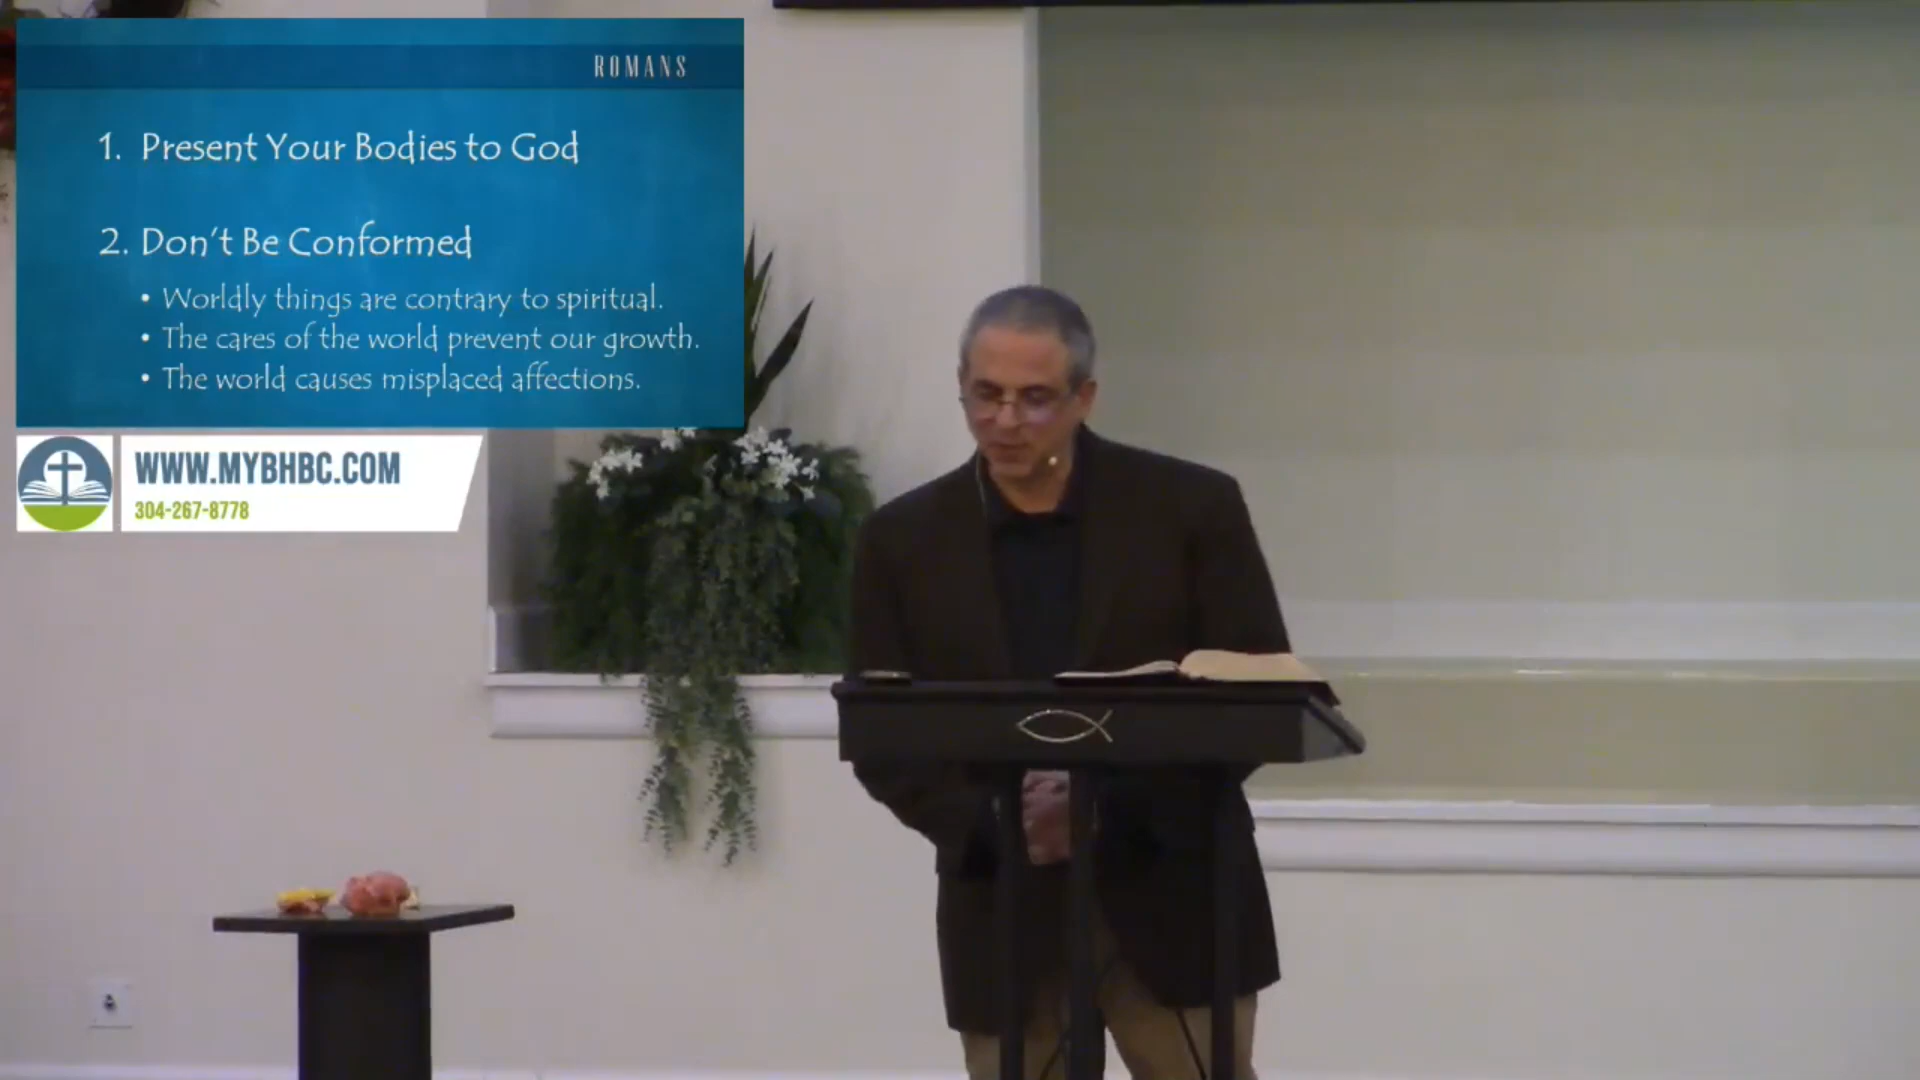 ROMANS
1. Present Your Bodies to God
2. Don't Be Conformed
• Worldly things are contrary to spiritual.
• The cares of the world prevent our growth.
• The world causes misplaced affections.
WWW.MYBHBC.COM
304-267-8778